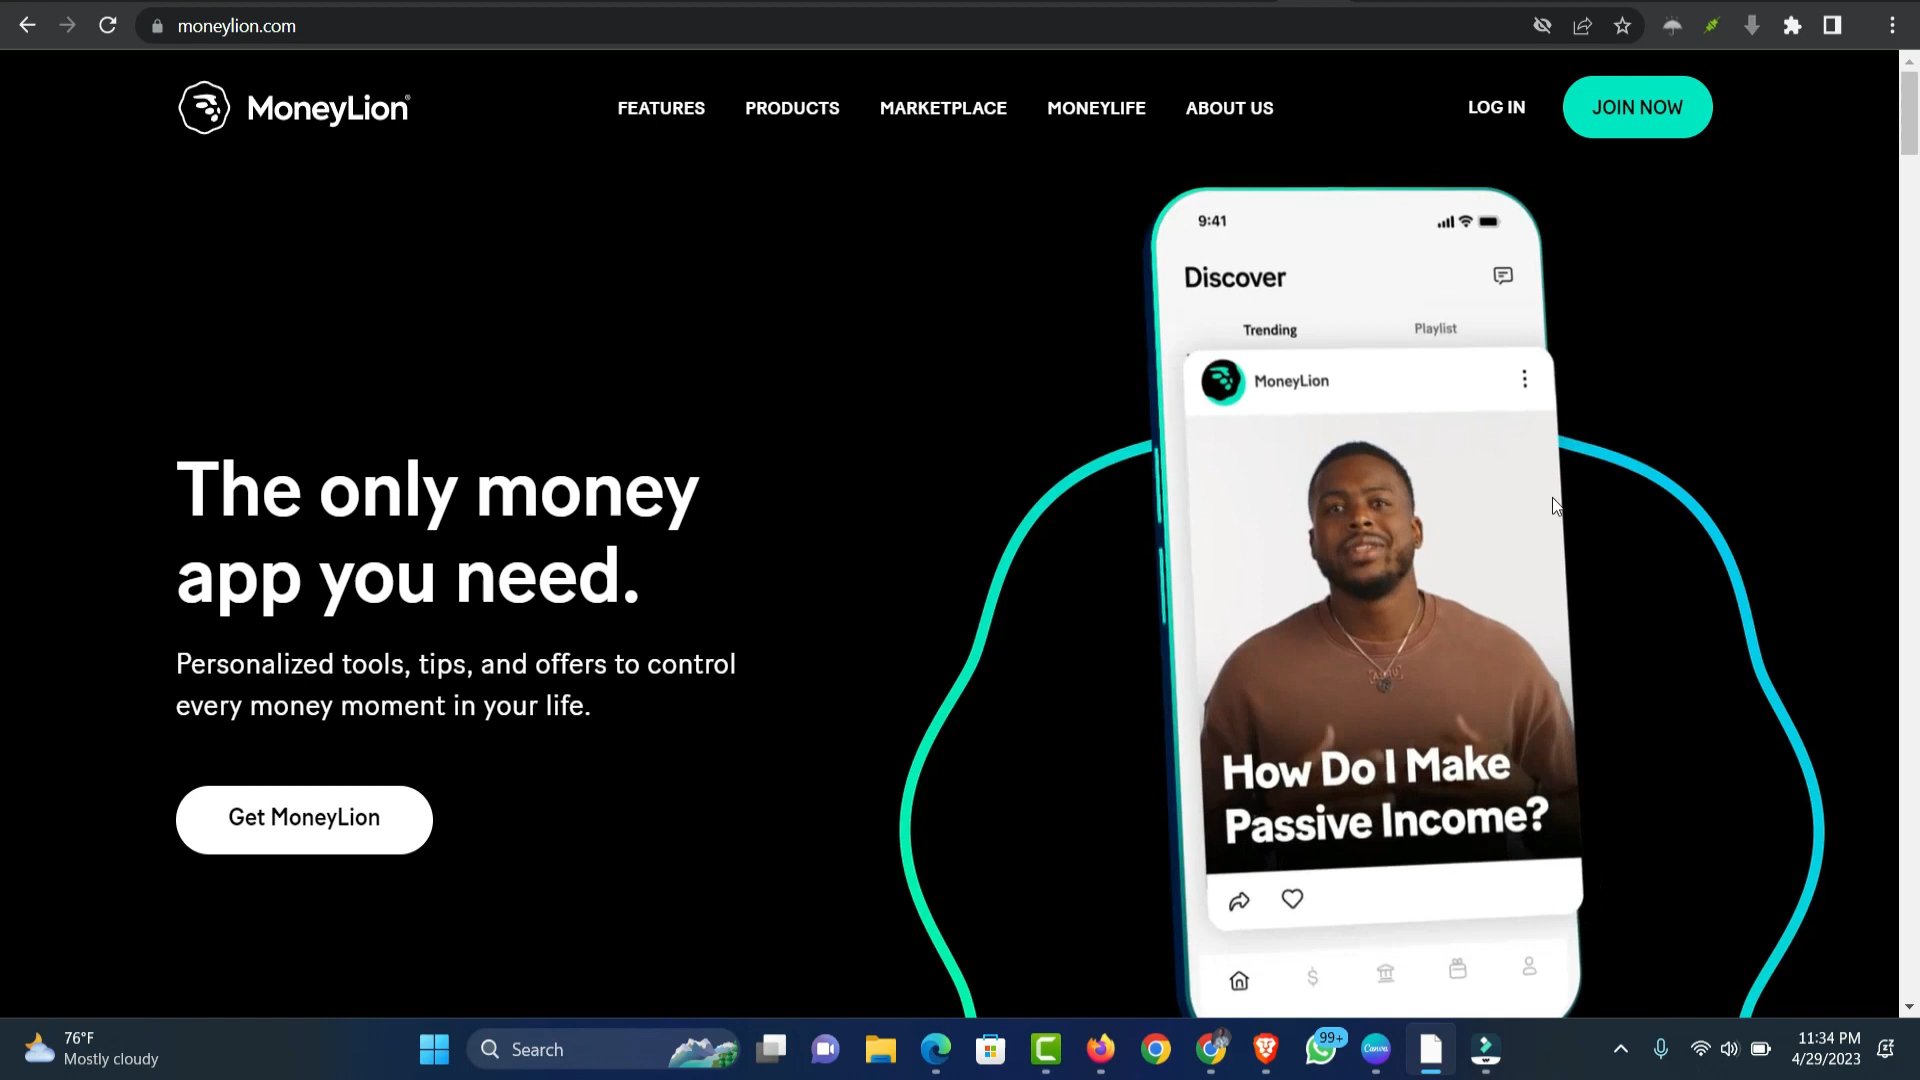 moneylion.com
MoneyLion®
FEATURES
PRODUCTS
MARKETPLACE
MONEYLIFE
ABOUT US
LOG IN
JOIN NOW
9:41
Discover
Trending
Playlist
MoneyLion
The only money
app you need.
Personalized tools, tips, and offers to control
every money moment in your life.
Get MoneyLion
How Do I Make
Passive Income?
76°F
Mostly cloudy
Search
99+
Canva
11:34 PM
4/29/2023